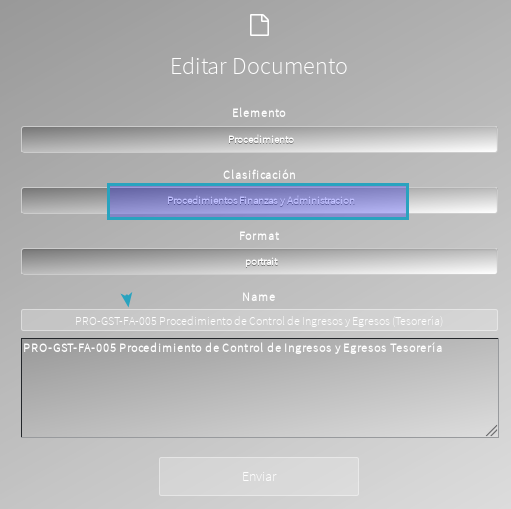 Editar Documento
Elemento
Procedimiento
Clasificación
Procedimientos Finanzas y Administracion
Format
portrait
Name
PRO-GST-FA-005 Procedimiento de Control de Ingresos y Egresos (Tesoreria)
PRO-GST-FA-005 Procedimiento de Control de Ingresos y Egresos Tesoreria
Enviar